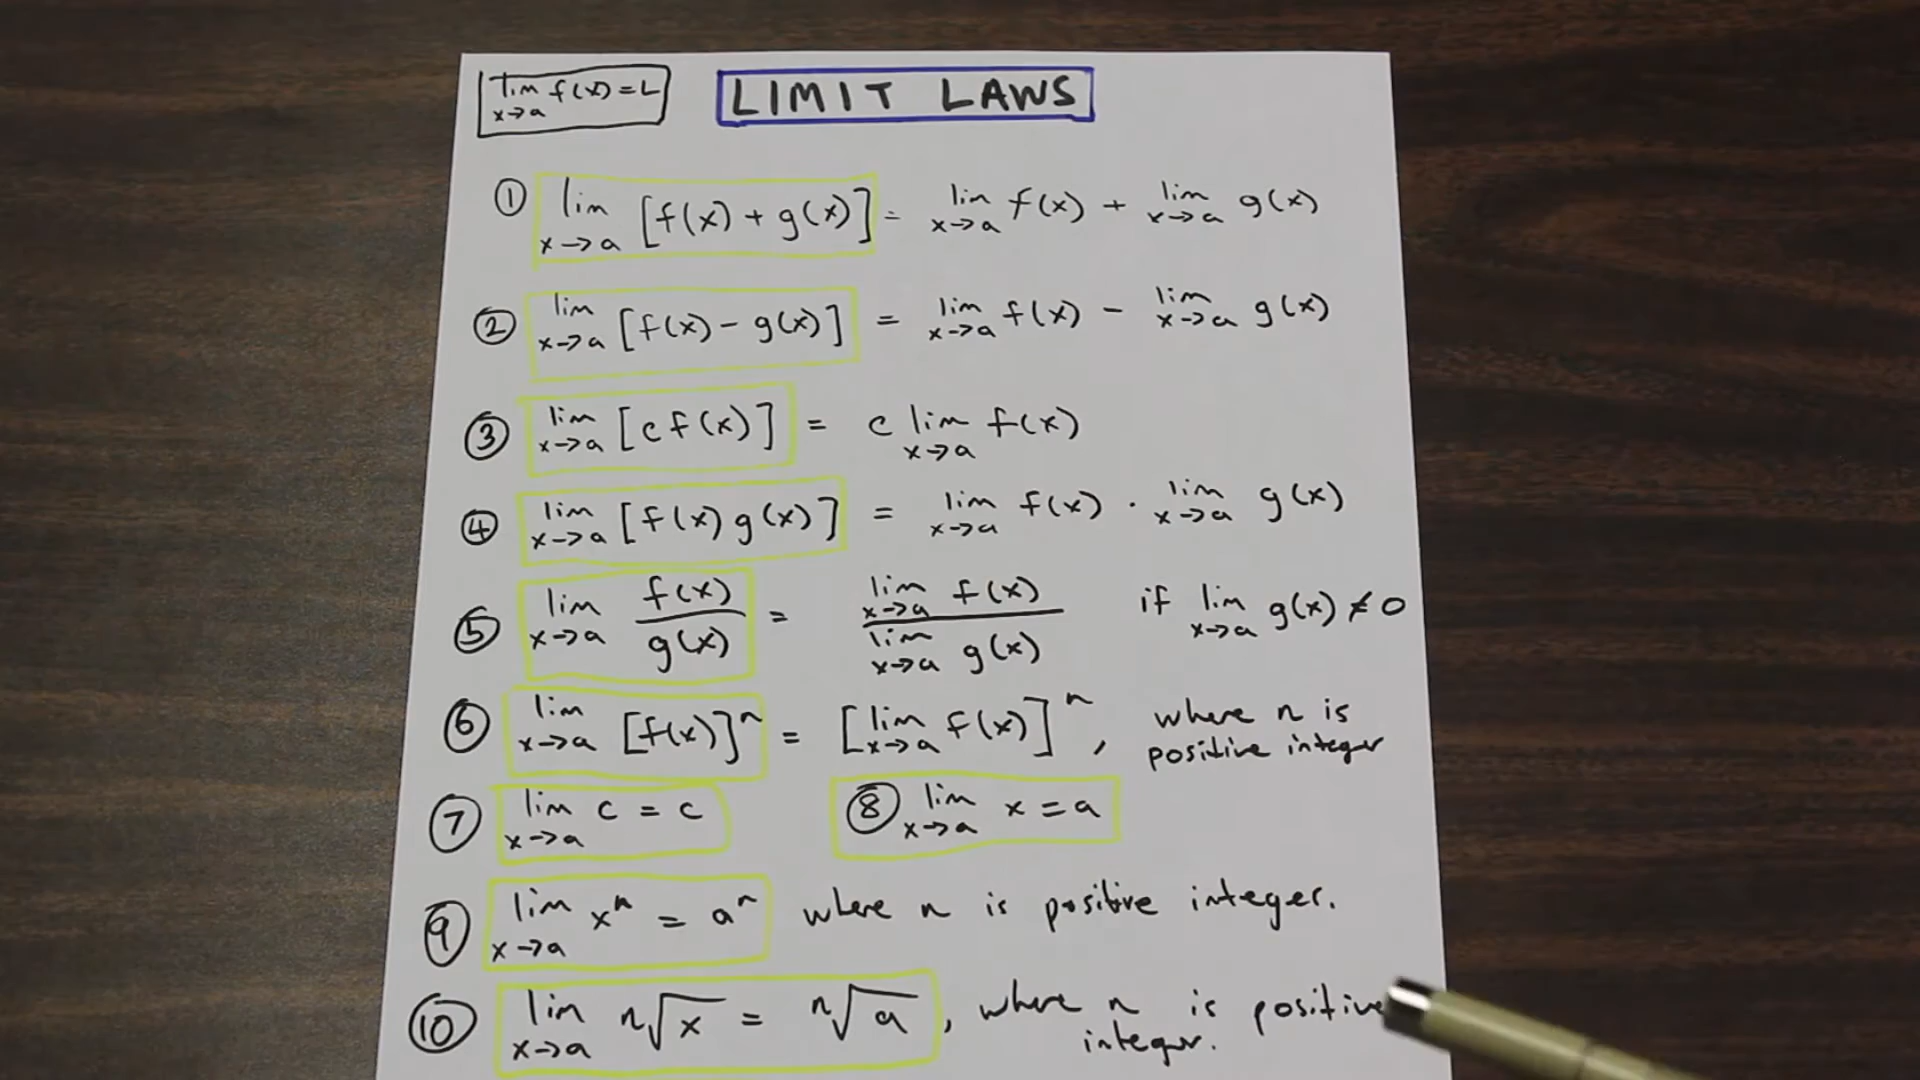 lim x→a f(x) = L
LIMIT LAWS
① lim x→a [f(x) + g(x)] = lim x→a f(x) + lim x→a g(x)
② lim x→a [f(x) - g(x)] = lim x→a f(x) - lim x→a g(x)
③ lim x→a [c f(x)] = c lim x→a f(x)
④ lim x→a [f(x) g(x)] = lim x→a f(x) · lim x→a g(x)
⑤ lim x→a f(x)/g(x) = lim x→a f(x) / lim x→a g(x) if lim x→a g(x) ≠ 0
⑥ lim x→a [f(x)]ⁿ = [lim x→a f(x)]ⁿ, where n is
positive integer
⑦ lim x→a c = c
⑧ lim x→a x = a
⑨ lim x→a xⁿ = aⁿ where n is positive integer.
⑩ lim x→a ⁿ√x = ⁿ√a, where n is positive
integer.